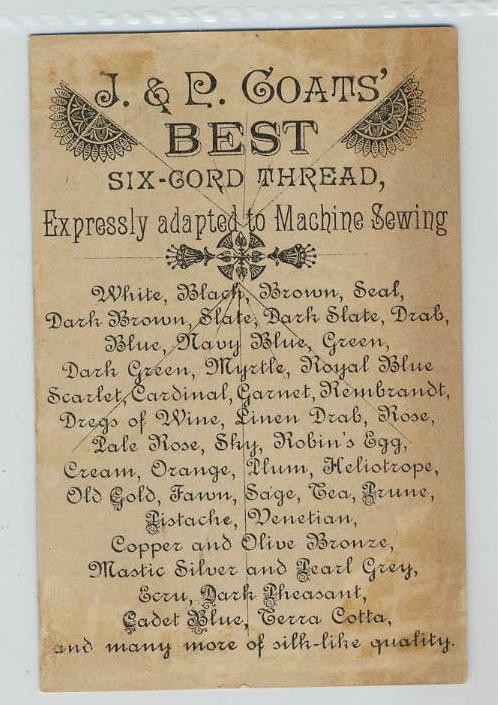 J. & P. COATS'
BEST
SIX-CORD THREAD,
Expressly adapted to Machine Sewing
White, Black, Brown, Seal,
Dark Brown, Slate, Dark Slate, Drab,
Blue, Navy Blue, Green,
Dark Green, Myrtle, Royal Blue
Scarlet, Cardinal, Garnet, Rembrandt,
Dregs of Wine, Linen Drab, Rose,
Pale Rose, Sky, Robin's Egg,
Cream, Orange, Plum, Heliotrope,
Old Gold, Fawn, Sage, Tea, Prune,
Pistache, Venetian,
Copper and Olive Bronze,
Mastic Silver and Pearl Grey,
Ecru, Dark Pheasant,
Cadet Blue, Terra Cotta,
and many more of silk-like quality.